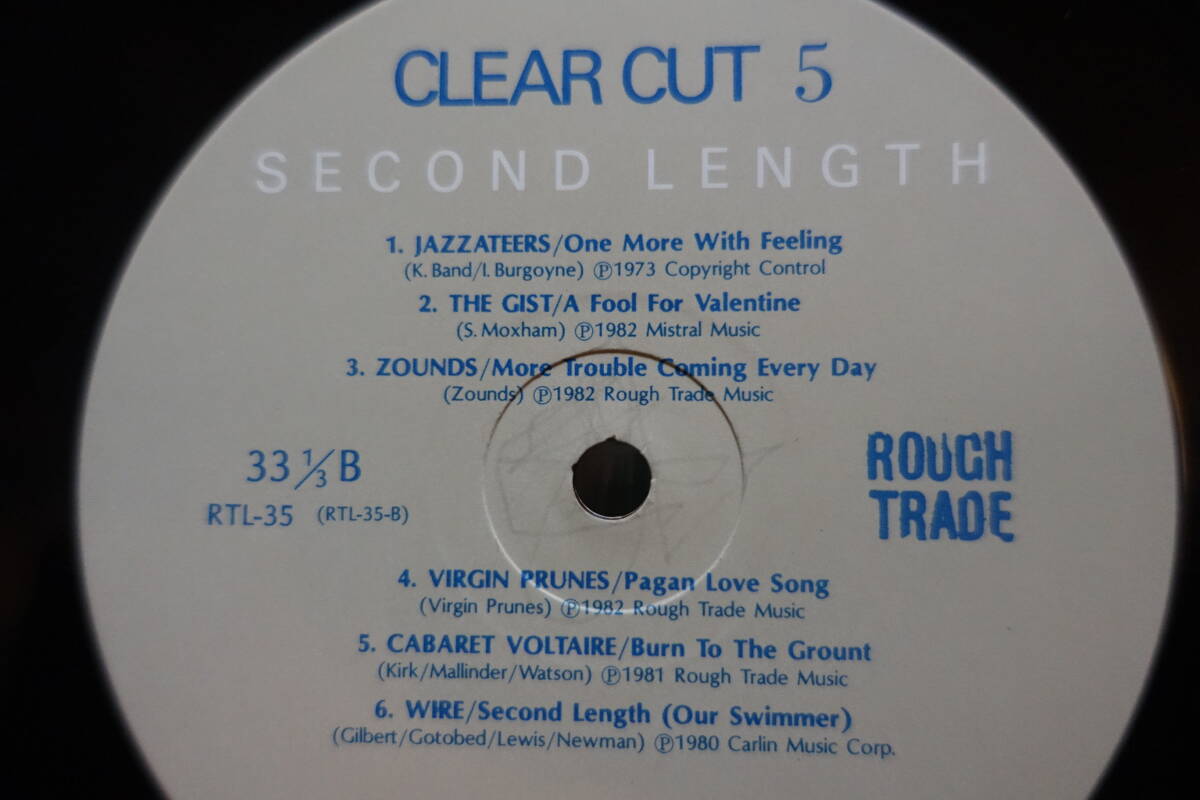 CLEAR CUT 5
SECOND LENGTH
1. JAZZATEERS/One More With Feeling
(K. Band/I. Burgoyne) ℗1973 Copyright Control
2. THE GIST/A Fool For Valentine
(S. Moxham) ℗1982 Mistral Music
3. ZOUNDS/More Trouble Coming Every Day
(Zounds) ℗1982 Rough Trade Music
33 ⅓ B
RTL-35 (RTL-35-B)
ROUGH
TRADE
4. VIRGIN PRUNES/Pagan Love Song
(Virgin Prunes) ℗1982 Rough Trade Music
5. CABARET VOLTAIRE/Burn To The Grount
(Kirk/Mallinder/Watson) ℗1981 Rough Trade Music
6. WIRE/Second Length (Our Swimmer)
(Gilbert/Gotobed/Lewis/Newman) ℗1980 Carlin Music Corp.